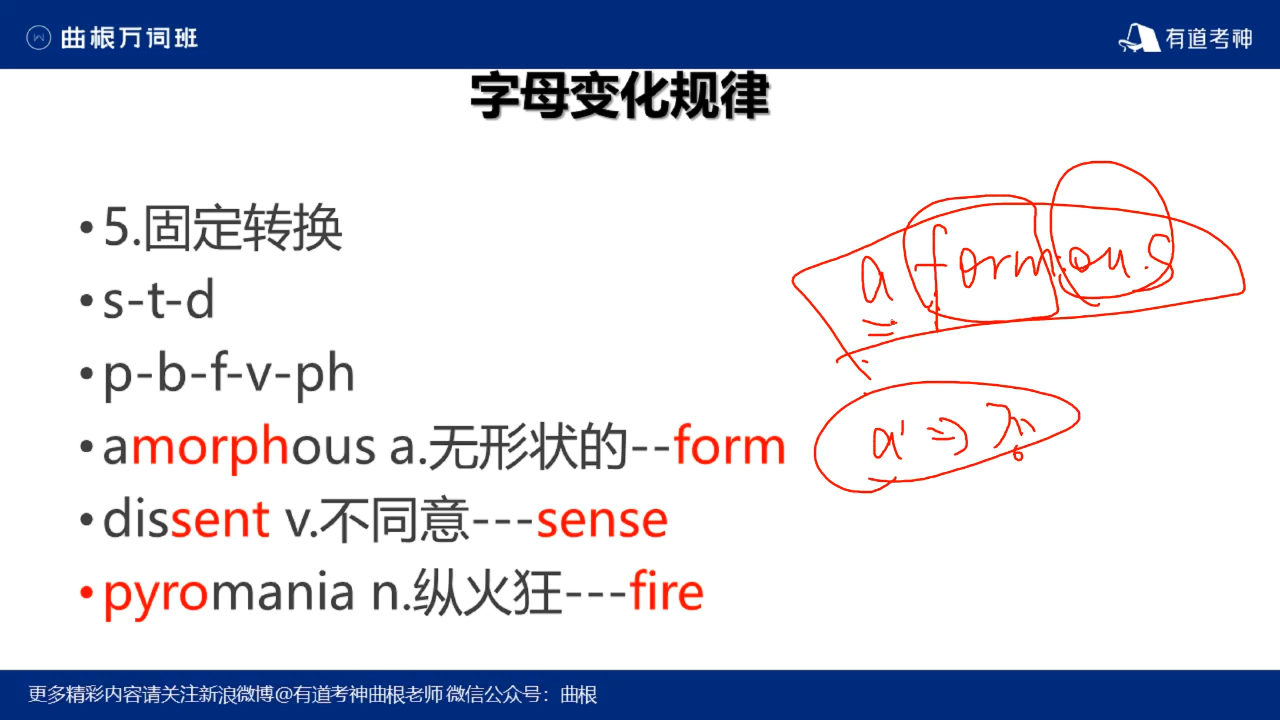 曲根万词班
有道考神
字母变化规律
•5.固定转换
•s-t-d
•p-b-f-v-ph
•amorphous a.无形状的--form
•dissent v.不同意---sense
•pyromania n.纵火狂---fire
a formous
a' => 无
更多精彩内容请关注新浪微博@有道考神曲根老师 微信公众号：曲根